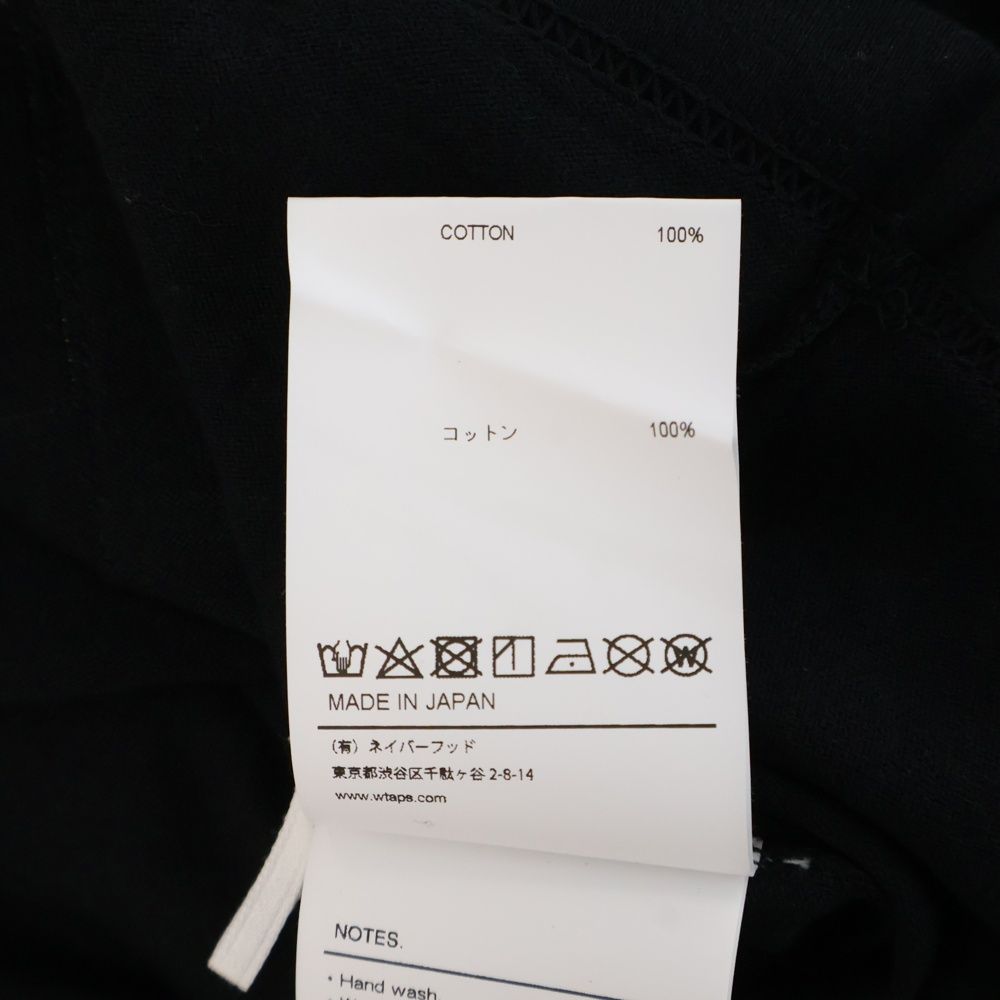 COTTON 100%
コットン 100%
MADE IN JAPAN
(有) ネイバーフッド
東京都渋谷区千駄ヶ谷 2-8-14
www.wtaps.com
NOTES.
・Hand wash